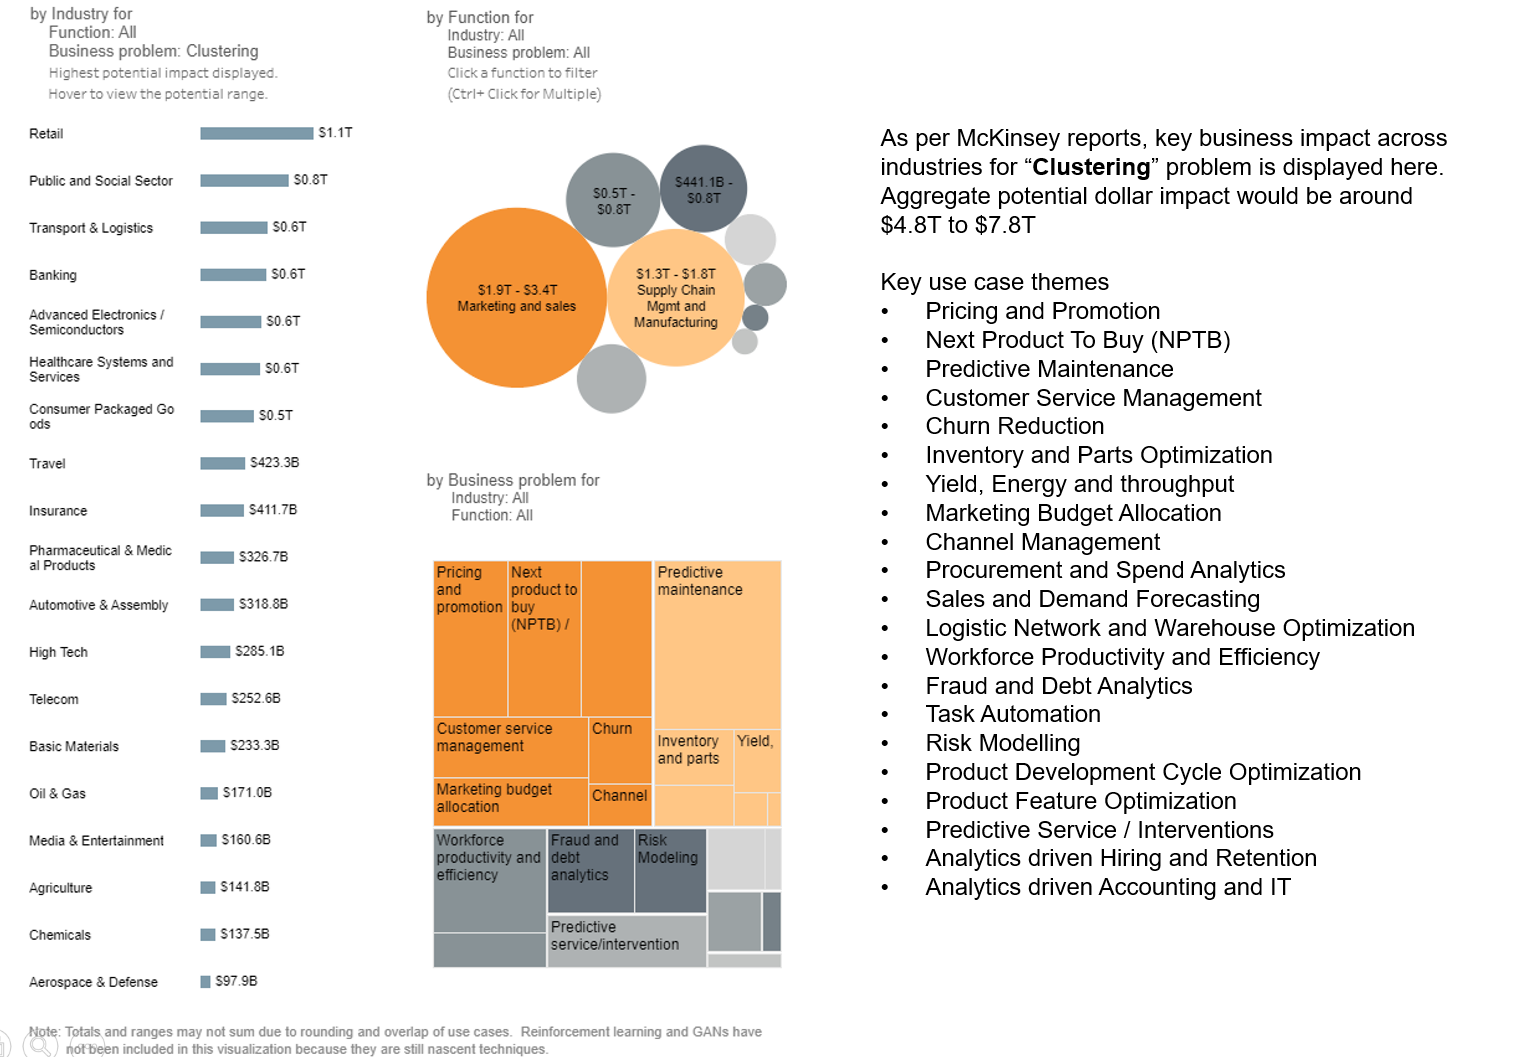 by Industry for
Function: All
Business problem: Clustering
Highest potential impact displayed.
Hover to view the potential range.
Retail $1.1T
Public and Social Sector $0.8T
Transport & Logistics $0.6T
Banking $0.6T
Advanced Electronics /
Semiconductors $0.6T
Healthcare Systems and
Services $0.6T
Consumer Packaged Go
ods $0.5T
Travel $423.3B
Insurance $411.7B
Pharmaceutical & Medic
al Products $326.7B
Automotive & Assembly $318.8B
High Tech $285.1B
Telecom $252.6B
Basic Materials $233.3B
Oil & Gas $171.0B
Media & Entertainment $160.6B
Agriculture $141.8B
Chemicals $137.5B
Aerospace & Defense $97.9B
by Function for
Industry: All
Business problem: All
Click a function to filter
(Ctrl+ Click for Multiple)
$0.5T -
$0.8T
$441.1B -
$0.8T
$1.9T - $3.4T
Marketing and sales
$1.3T - $1.8T
Supply Chain
Mgmt and
Manufacturing
by Business problem for
Industry: All
Function: All
Pricing
and
promotion
Next
product to
buy
(NPTB) /
Predictive
maintenance
Customer service
management
Churn
Inventory
and parts
Yield,
Marketing budget
allocation
Channel
Workforce
productivity and
efficiency
Fraud and
debt
analytics
Risk
Modeling
Predictive
service/intervention
As per McKinsey reports, key business impact across
industries for “Clustering” problem is displayed here.
Aggregate potential dollar impact would be around
$4.8T to $7.8T
Key use case themes
• Pricing and Promotion
• Next Product To Buy (NPTB)
• Predictive Maintenance
• Customer Service Management
• Churn Reduction
• Inventory and Parts Optimization
• Yield, Energy and throughput
• Marketing Budget Allocation
• Channel Management
• Procurement and Spend Analytics
• Sales and Demand Forecasting
• Logistic Network and Warehouse Optimization
• Workforce Productivity and Efficiency
• Fraud and Debt Analytics
• Task Automation
• Risk Modelling
• Product Development Cycle Optimization
• Product Feature Optimization
• Predictive Service / Interventions
• Analytics driven Hiring and Retention
• Analytics driven Accounting and IT
Note: Totals and ranges may not sum due to rounding and overlap of use cases. Reinforcement learning and GANs have
not been included in this visualization because they are still nascent techniques.